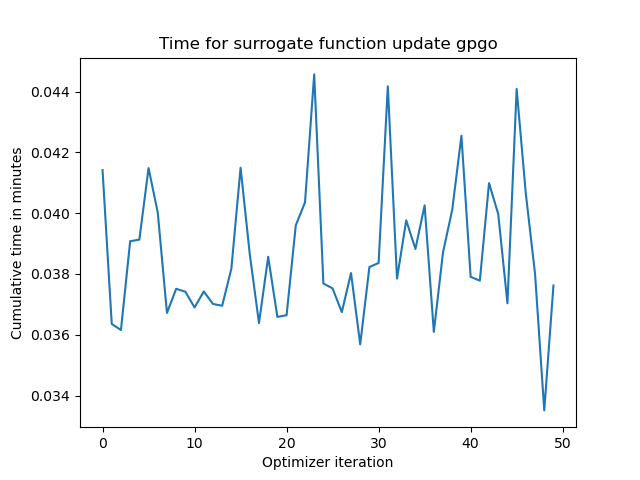 Time for surrogate function update gpgo
0.044
0.042
0.040
0.038
0.036
0.034
Cumulative time in minutes
0 10 20 30 40 50
Optimizer iteration